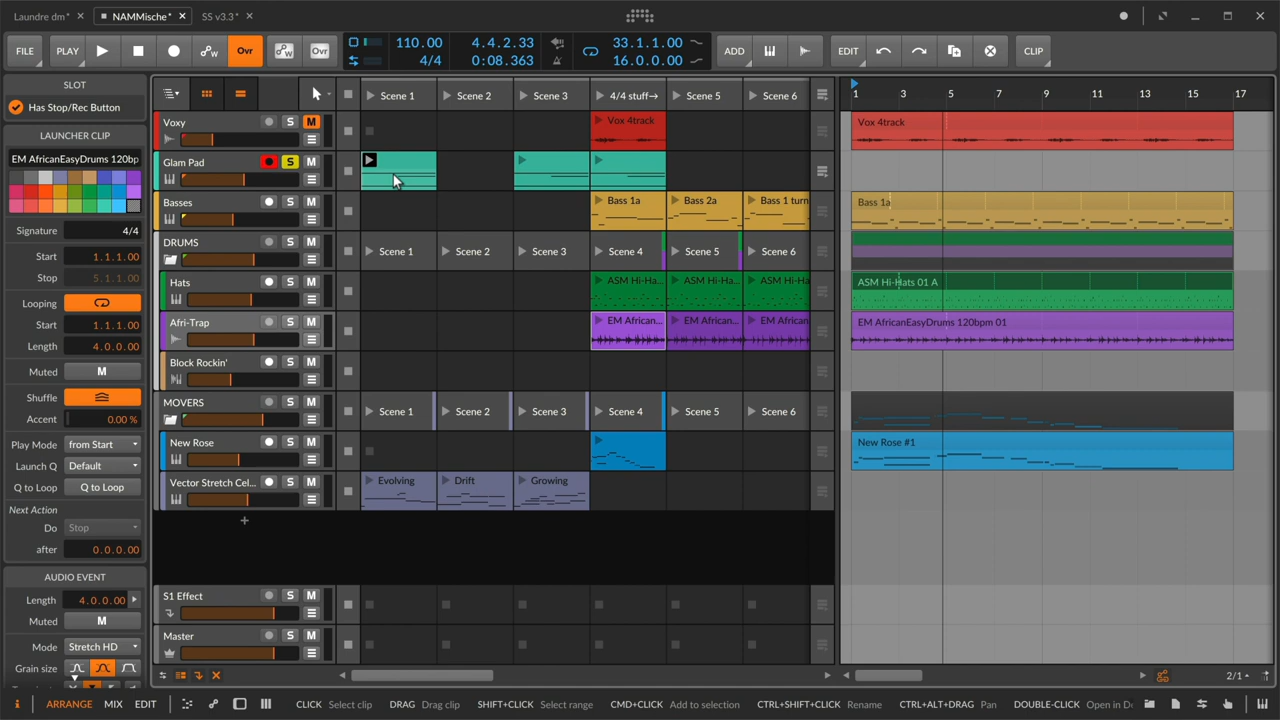 Laundre dm*
NAMMische*
SS v3.3*
FILE
PLAY
Ovr
Ovr
110.00
4/4
4.4.2.33
0:08.363
33.1.1.00
16.0.0.00
ADD
EDIT
CLIP
SLOT
Has Stop/Rec Button
LAUNCHER CLIP
EM AfricanEasyDrums 120bp
Signature 4/4
Start 1.1.1.00
Stop 5.1.1.00
Looping
Start 1.1.1.00
Length 4.0.0.00
Muted M
Shuffle
Accent 0.00 %
Play Mode from Start
Launch Q Default
Q to Loop Q to Loop
Next Action
Do Stop
after 0.0.0.00
AUDIO EVENT
Length 4.0.0.00
Muted M
Mode Stretch HD
Grain size
Scene 1 Scene 2 Scene 3 4/4 stuff→ Scene 5 Scene 6
1 3 5 7 9 11 13 15 17
Voxy S M Vox 4track Vox 4track
Glam Pad S M
Basses S M Bass 1a Bass 2a Bass 1 turn Bass 1a
DRUMS S M Scene 1 Scene 2 Scene 3 Scene 4 Scene 5 Scene 6
Hats S M ASM Hi-Ha... ASM Hi-Ha... ASM Hi-Ha ASM Hi-Hats 01 A
Afri-Trap S M EM African... EM African... EM African EM AfricanEasyDrums 120bpm 01
Block Rockin' S M
MOVERS S M Scene 1 Scene 2 Scene 3 Scene 4 Scene 5 Scene 6
New Rose S M New Rose #1
Vector Stretch Cel... S M Evolving Drift Growing
S1 Effect S M
Master S M
2/1
ARRANGE MIX EDIT
CLICK Select clip DRAG Drag clip SHIFT+CLICK Select range CMD+CLICK Add to selection CTRL+SHIFT+CLICK Rename CTRL+ALT+DRAG Pan DOUBLE-CLICK Open in De